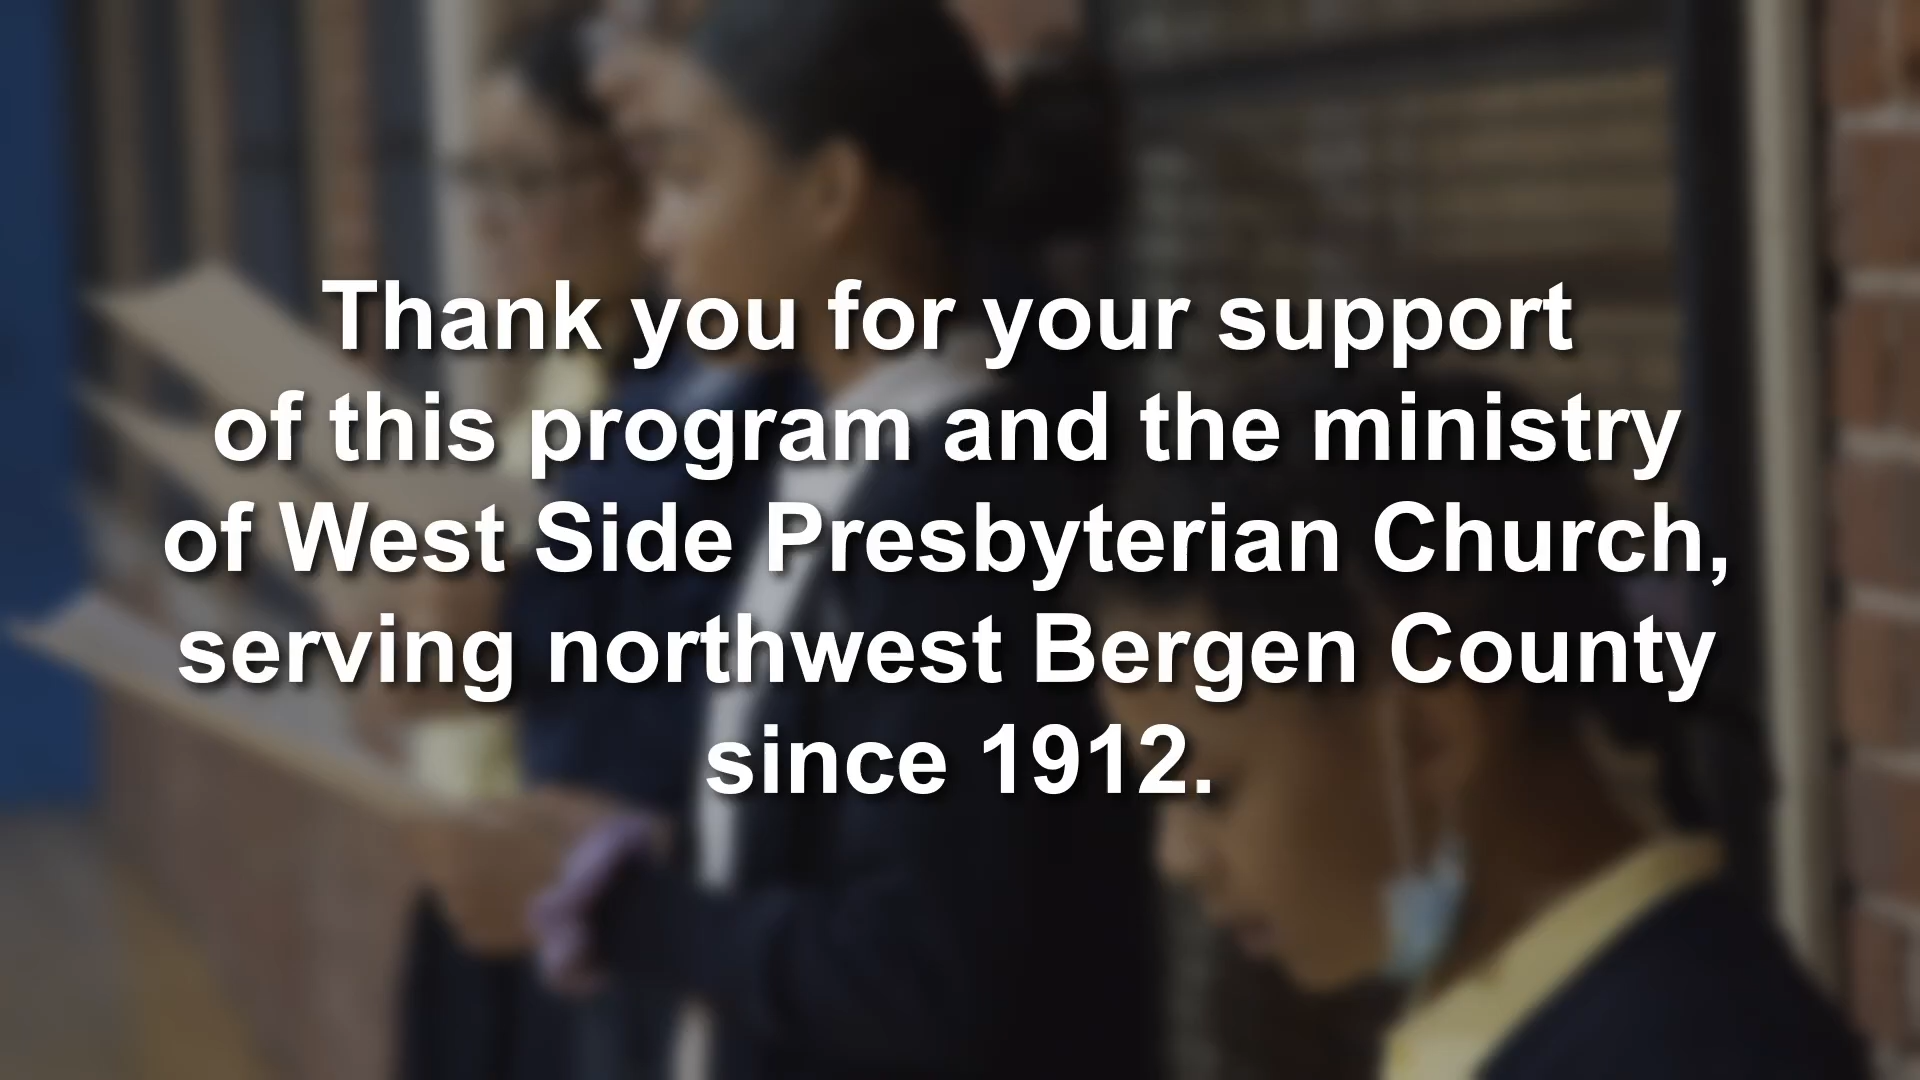 Thank you for your support
of this program and the ministry
of West Side Presbyterian Church,
serving northwest Bergen County
since 1912.